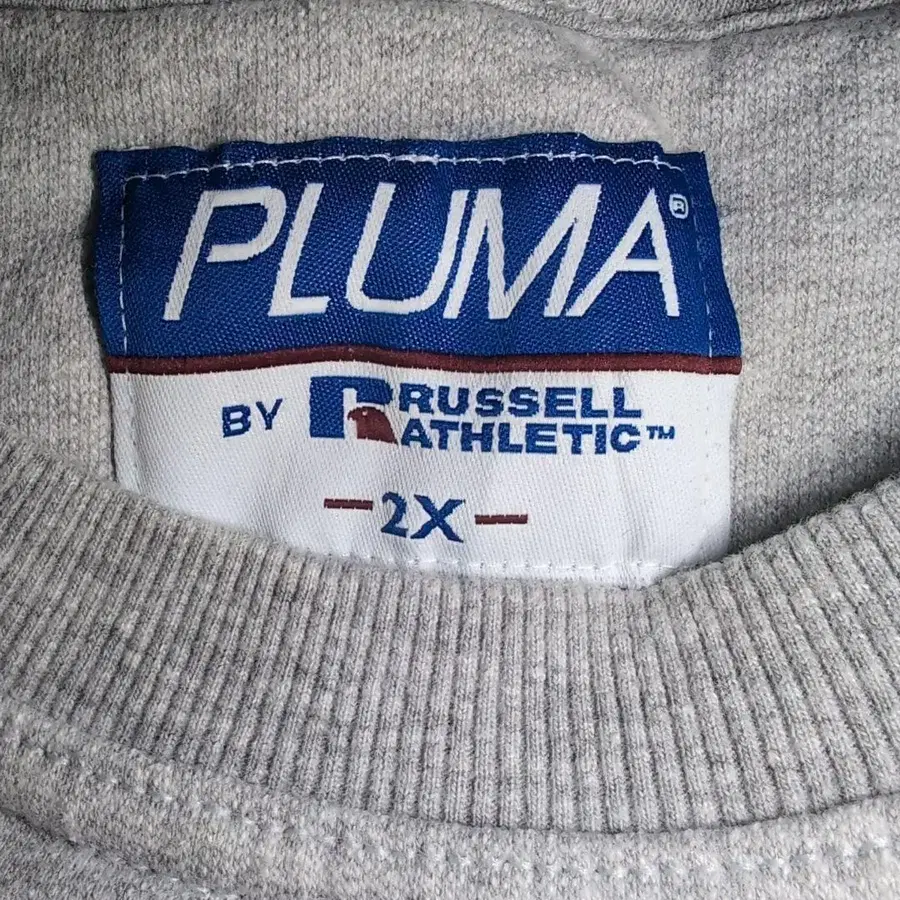 PLUMA®
BY RUSSELL
ATHLETIC™
- 2X -